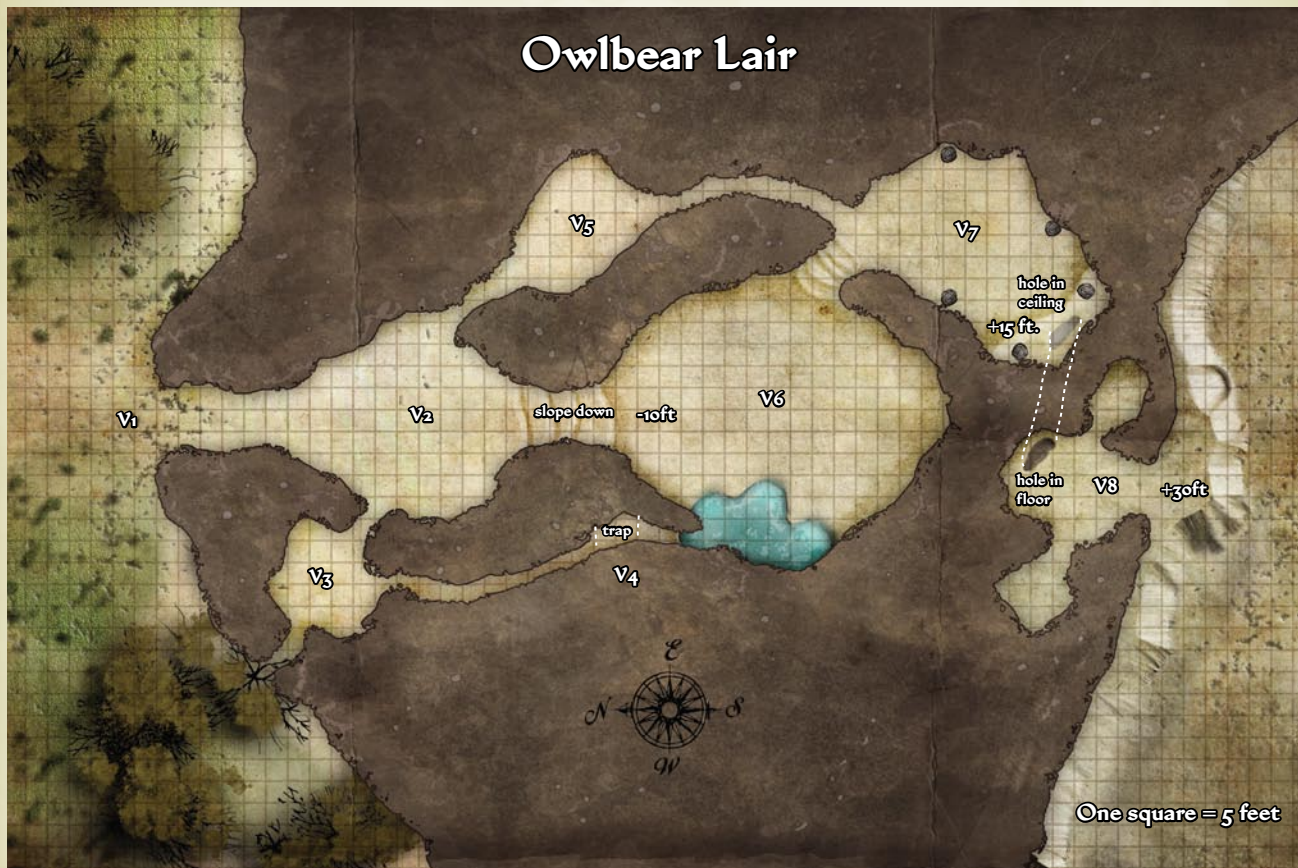 Owlbear Lair
V5
V7
hole in
ceiling
+15 ft.
V1
V2
slope down
-10ft
V6
hole in
floor
V8
+30ft
trap
V3
V4
E
N
S
W
One square = 5 feet